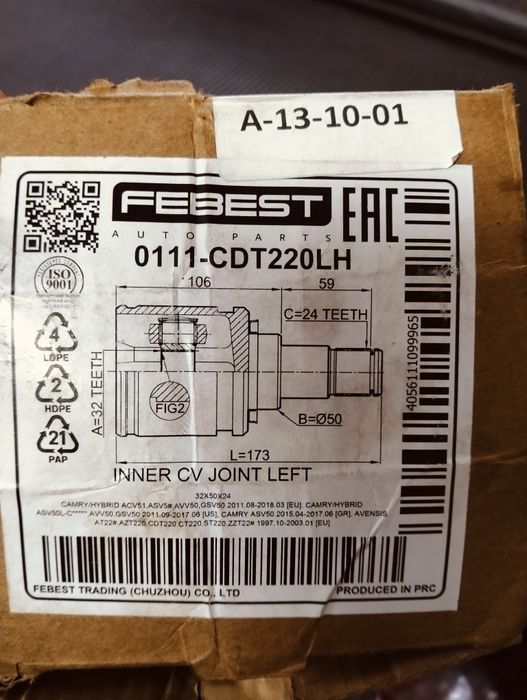 A-13-10-01
FEBEST
EAC
AUTO PARTS
0111-CDT220LH
ISO
9001
106
59
C=24 TEETH
4
LDPE
A=32 TEETH
2
HDPE
FIG2
B=Ø50
4056111099965
21
PAP
L=173
INNER CV JOINT LEFT
32X50X24
CAMRY/HYBRID ACV51,ASV5#,AVV50,GSV50 2011.08-2018.03 [EU], CAMRY/HYBRID
ASV50L-C*****,AVV50,GSV50 2011.09-2017.06 [US], CAMRY ASV50 2015.04-2017.06 [GR], AVENSIS
AT22#,AZT220,CDT220,CT220,ST220,ZZT22# 1997.10-2003.01 [EU]
FEBEST TRADING (CHUZHOU) CO., LTD
PRODUCED IN PRC